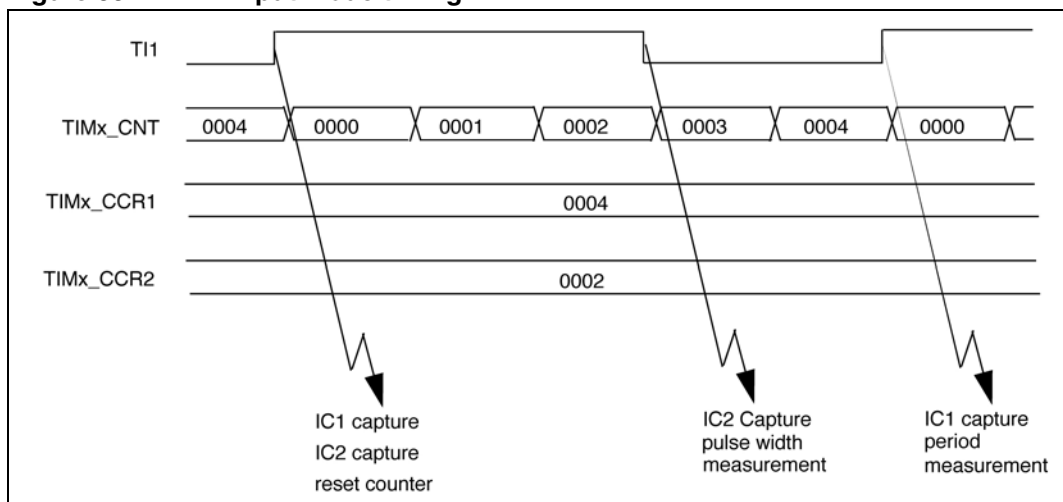 TI1
TIMx_CNT
0004
0000
0001
0002
0003
0004
0000
TIMx_CCR1
0004
TIMx_CCR2
0002
IC1 capture
IC2 capture
reset counter
IC2 Capture
pulse width
measurement
IC1 capture
period
measurement